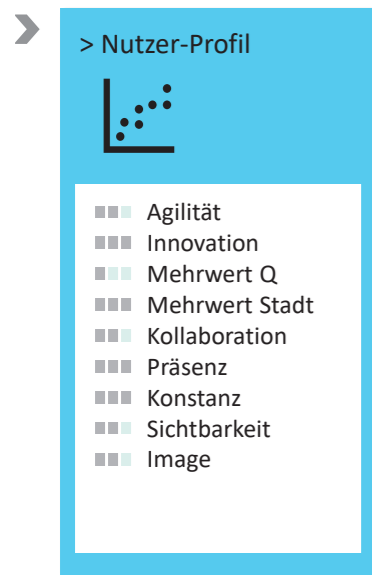 > Nutzer-Profil
Agilität
Innovation
Mehrwert Q
Mehrwert Stadt
Kollaboration
Präsenz
Konstanz
Sichtbarkeit
Image